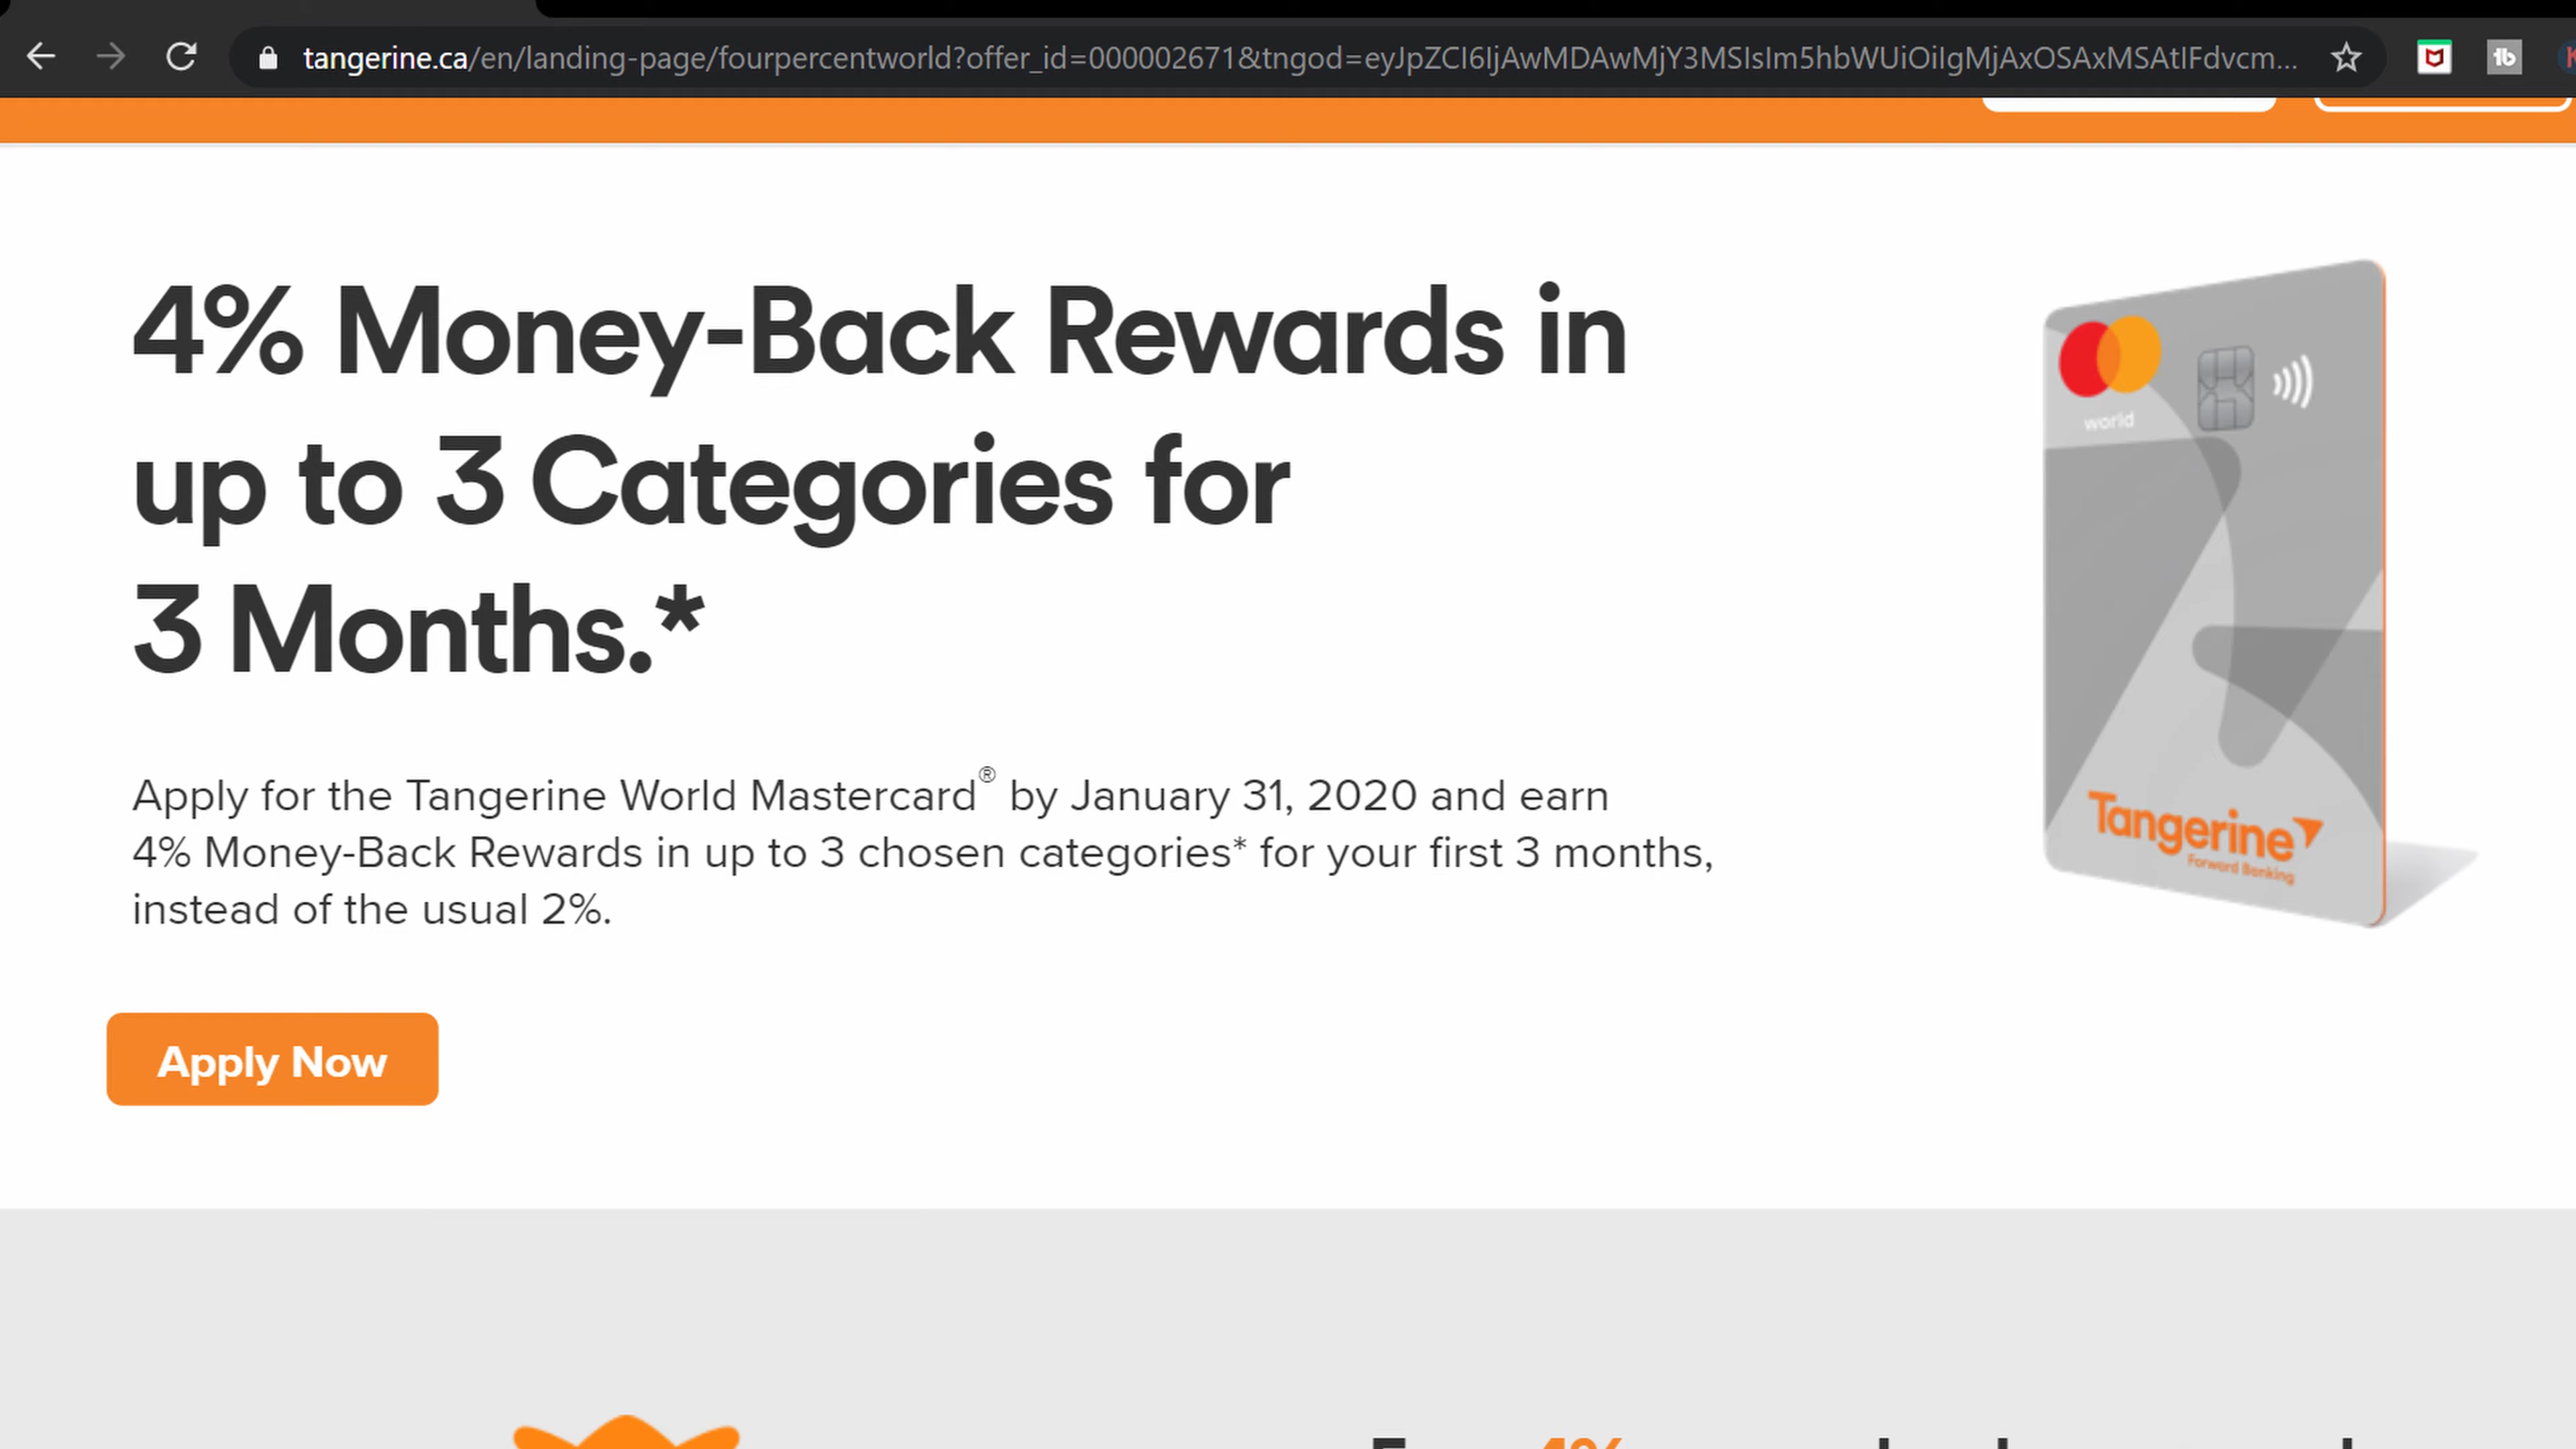 tangerine.ca/en/landing-page/fourpercentworld?offer_id=000002671&tngod=eyJpZCI6IjAwMDAwMjY3MSIsIm5hbWUiOiIgMjAxOSAxMSAtIFdvcm...
4% Money-Back Rewards in
up to 3 Categories for
3 Months.*
world
Apply for the Tangerine World Mastercard® by January 31, 2020 and earn
4% Money-Back Rewards in up to 3 chosen categories* for your first 3 months,
instead of the usual 2%.
Tangerine
Forward Banking
Apply Now